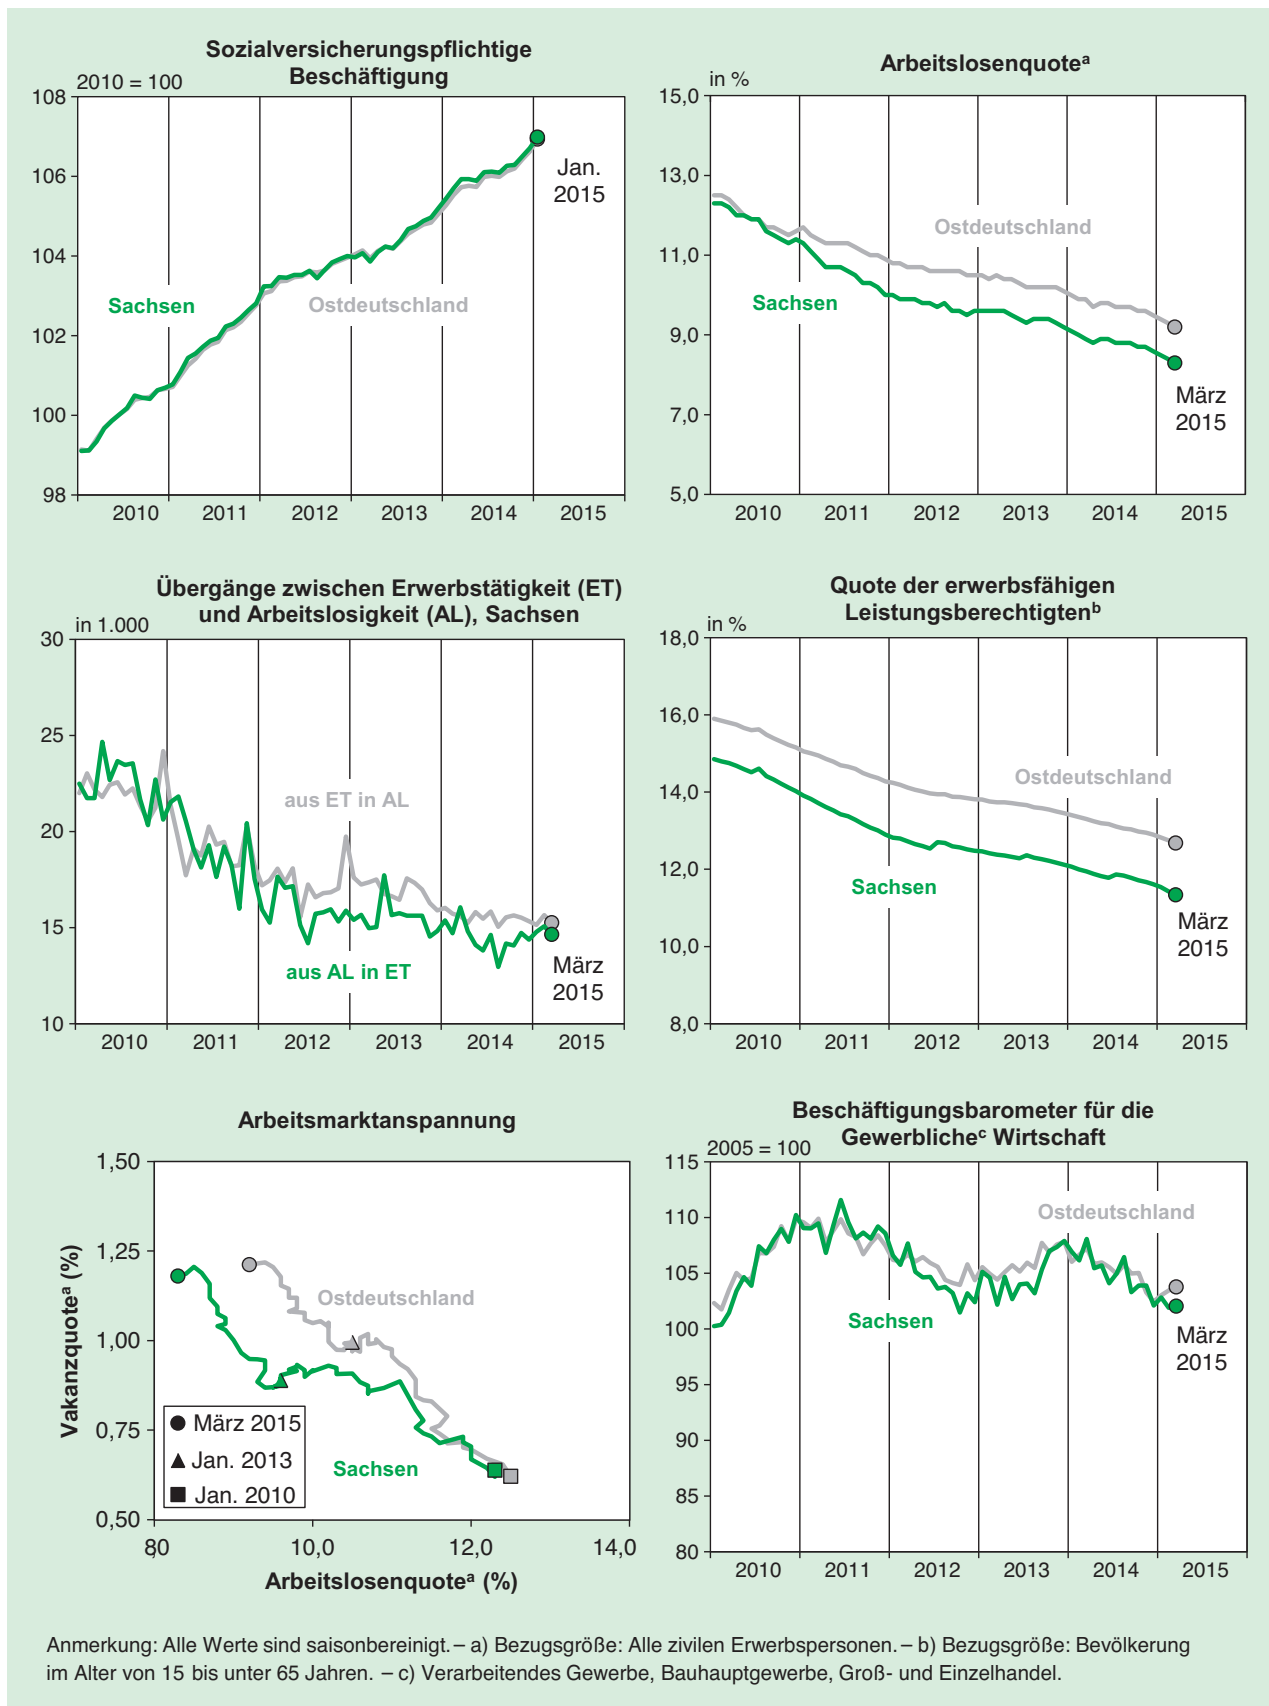 Sozialversicherungspflichtige
Beschäftigung
2010 = 100
108
106
104
102
100
98
Jan.
2015
Sachsen
Ostdeutschland
2010 2011 2012 2013 2014 2015
Arbeitslosenquoteᵃ
in %
15,0
13,0
11,0
9,0
7,0
5,0
Ostdeutschland
Sachsen
März
2015
2010 2011 2012 2013 2014 2015
Übergänge zwischen Erwerbstätigkeit (ET)
und Arbeitslosigkeit (AL), Sachsen
in 1.000
30
25
20
15
10
aus ET in AL
aus AL in ET
März
2015
2010 2011 2012 2013 2014 2015
Quote der erwerbsfähigen
Leistungsberechtigtenᵇ
in %
18,0
16,0
14,0
12,0
10,0
8,0
Ostdeutschland
Sachsen
März
2015
2010 2011 2012 2013 2014 2015
Arbeitsmarktanspannung
Vakanzquoteᵃ (%)
1,50
1,25
1,00
0,75
0,50
Ostdeutschland
Sachsen
März 2015
Jan. 2013
Jan. 2010
8,0 10,0 12,0 14,0
Arbeitslosenquoteᵃ (%)
Beschäftigungsbarometer für die
Gewerblicheᶜ Wirtschaft
2005 = 100
115
110
105
100
95
90
85
80
Ostdeutschland
Sachsen
März
2015
2010 2011 2012 2013 2014 2015
Anmerkung: Alle Werte sind saisonbereinigt. – a) Bezugsgröße: Alle zivilen Erwerbspersonen. – b) Bezugsgröße: Bevölkerung
im Alter von 15 bis unter 65 Jahren. – c) Verarbeitendes Gewerbe, Bauhauptgewerbe, Groß- und Einzelhandel.